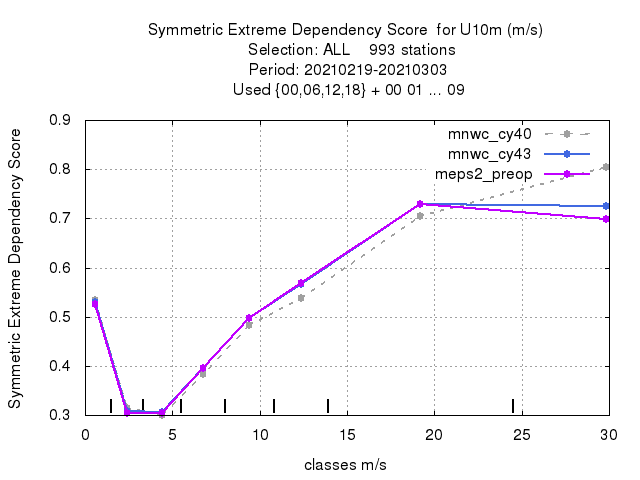 Symmetric Extreme Dependency Score  for U10m (m/s)
Selection: ALL    993 stations
Period: 20210219-20210303
Used {00,06,12,18} + 00 01 ... 09
Symmetric Extreme Dependency Score
0.9
0.8
0.7
0.6
0.5
0.4
0.3
mnwc_cy40
mnwc_cy43
meps2_preop
0 5 10 15 20 25 30
classes m/s